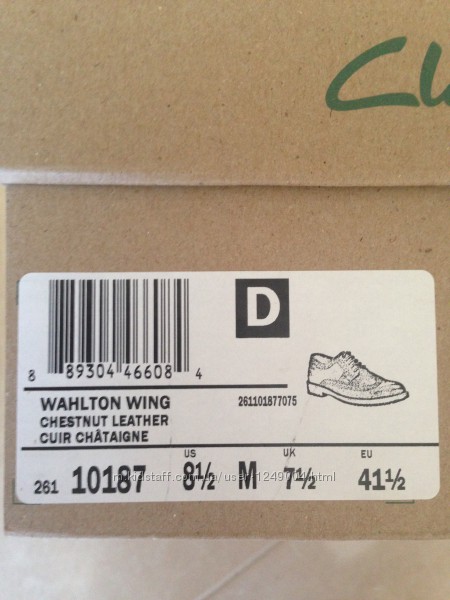 Cl
D
8 89304 46608 4
WAHLTON WING
261101877075
CHESTNUT LEATHER
CUIR CHÂTAIGNE
US UK EU
261 10187 8½ M 7½ 41½